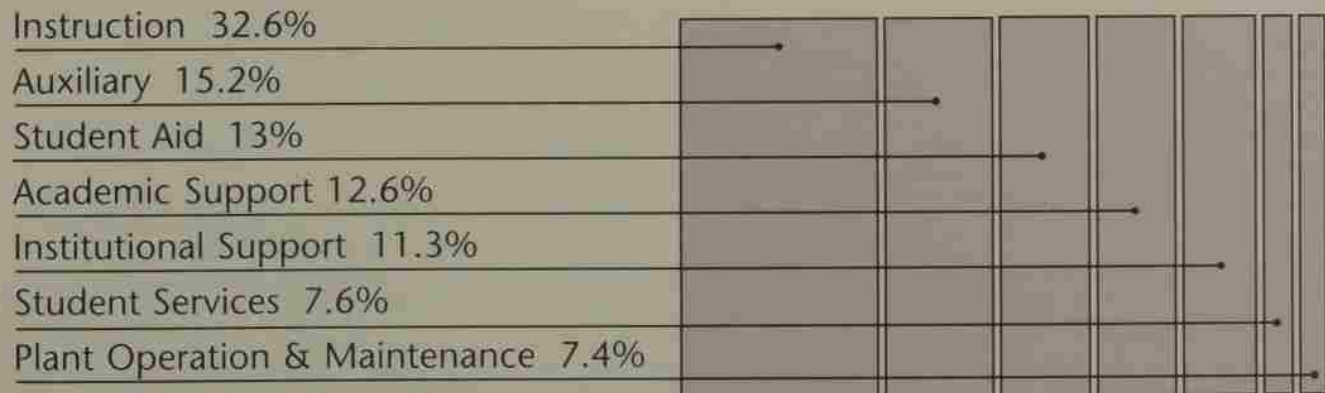 Instruction 32.6%
Auxiliary 15.2%
Student Aid 13%
Academic Support 12.6%
Institutional Support 11.3%
Student Services 7.6%
Plant Operation & Maintenance 7.4%